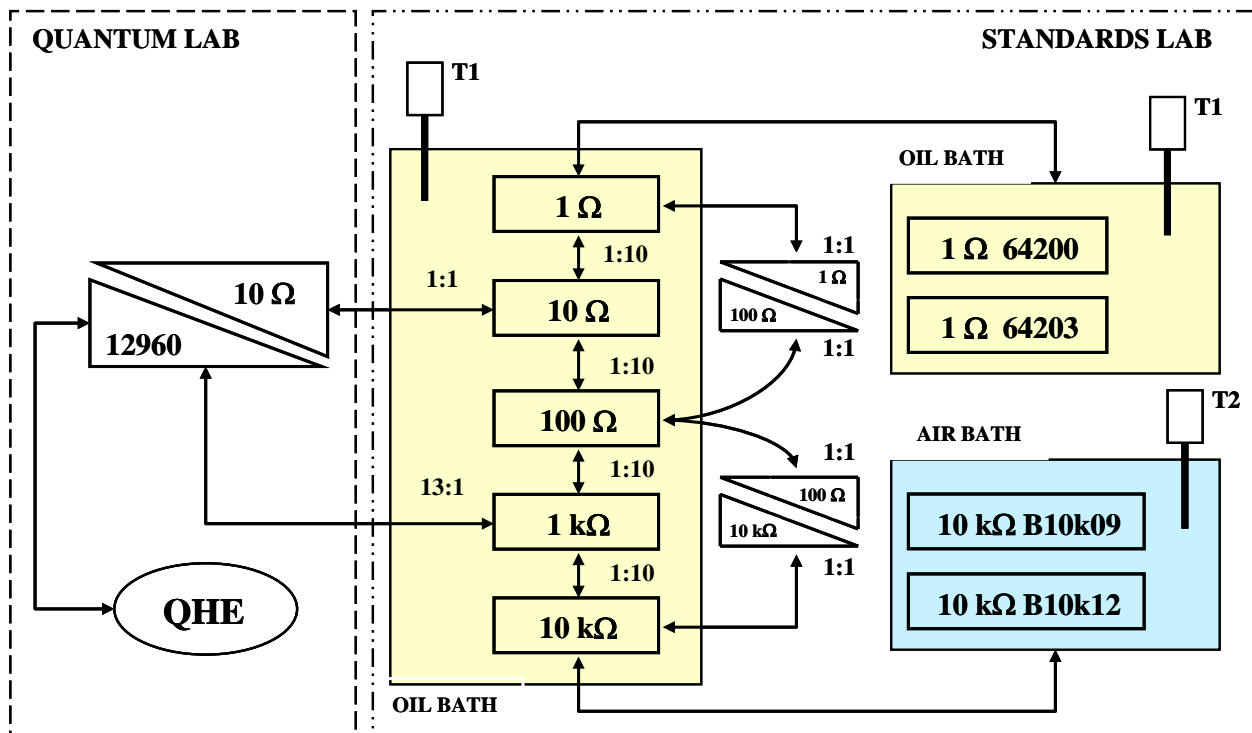 QUANTUM LAB
STANDARDS LAB
T1
T1
OIL BATH
1 Ω
1:10
1:1
1 Ω
100 Ω
1:1
1 Ω 64200
1 Ω 64203
10 Ω
12960
1:1
10 Ω
1:10
100 Ω
T2
AIR BATH
1:10
13:1
1:1
100 Ω
10 kΩ
1:1
1 kΩ
1:10
10 kΩ B10k09
10 kΩ B10k12
QHE
10 kΩ
OIL BATH